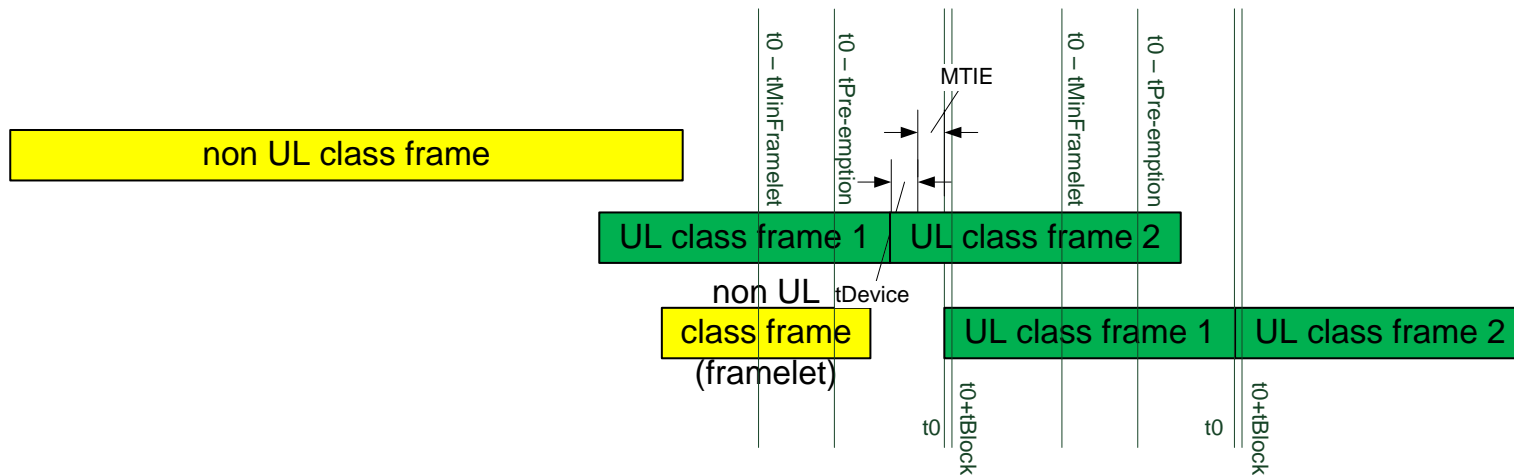 t0 – tMinFramelet
t0 – tPre-emption
MTIE
t0 – tMinFramelet
t0 – tPre-emption
non UL class frame
UL class frame 1
UL class frame 2
non UL
class frame
(framelet)
tDevice
UL class frame 1
UL class frame 2
t0
t0+tBlock
t0
t0+tBlock